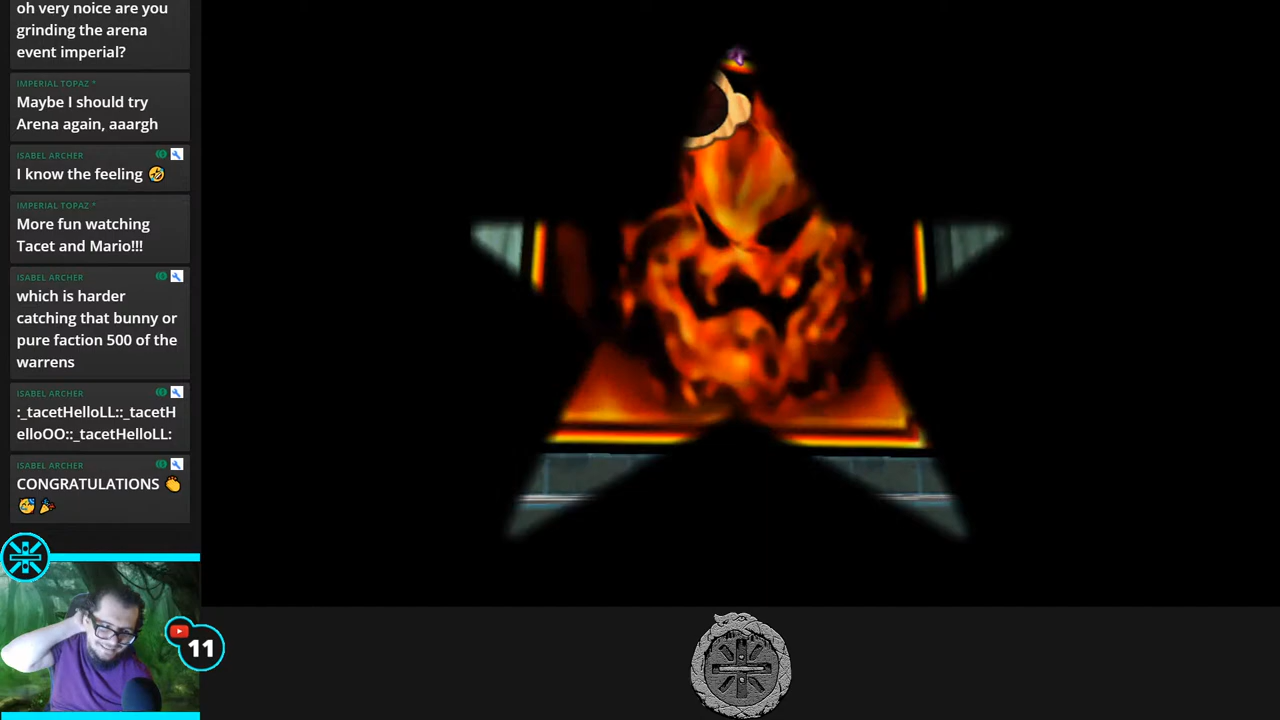 oh very noice are you
grinding the arena
event imperial?
IMPERIAL TOPAZ *
Maybe I should try
Arena again, aaargh
ISABEL ARCHER
I know the feeling 🤣
IMPERIAL TOPAZ *
More fun watching
Tacet and Mario!!!
ISABEL ARCHER
which is harder
catching that bunny or
pure faction 500 of the
warrens
ISABEL ARCHER
:_tacetHelloLL::_tacetH
elloOO::_tacetHelloLL:
ISABEL ARCHER
CONGRATULATIONS 👏
🥳 🎉
11